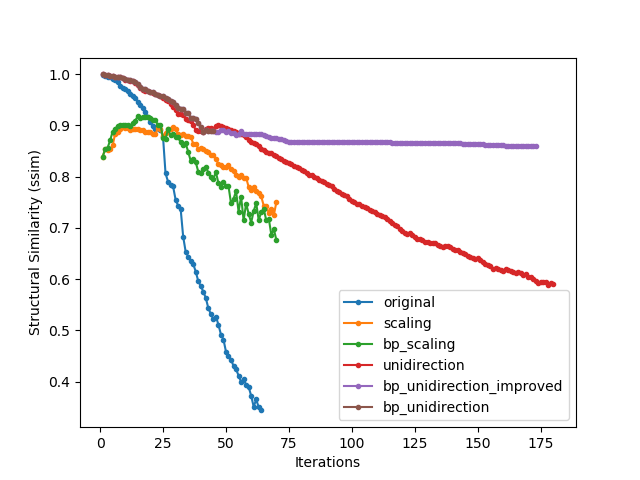 1.0
0.9
0.8
0.7
0.6
0.5
0.4
Structural Similarity (ssim)
0 25 50 75 100 125 150 175
Iterations
original
scaling
bp_scaling
unidirection
bp_unidirection_improved
bp_unidirection